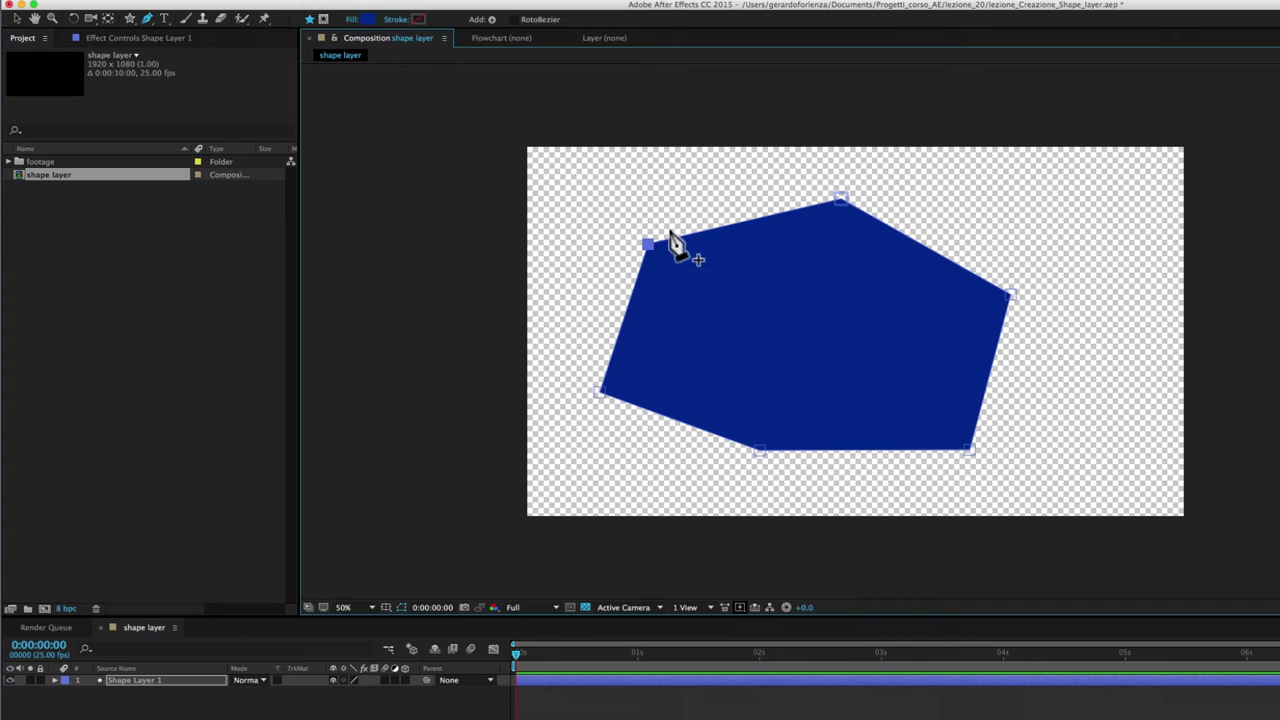 Adobe After Effects CC 2015 - /Users/gerardoforlenza/Documents/Progetti_corso_AE/lezione_20/lezione_Creazione_Shape_layer.aep *
Fill: Stroke: Add: RotoBezier
Project Effect Controls Shape Layer 1 Composition shape layer Flowchart (none) Layer (none)
shape layer
shape layer
1920 x 1080 (1.00)
Δ 0:00:10:00, 25.00 fps
Name Type Size M
footage Folder
shape layer Composi...
8 bpc 50% 0:00:00:00 Full Active Camera 1 View +0.0
Render Queue shape layer
0:00:00:00
00000 (25.00 fps)
0s 01s 02s 03s 04s 05s 06s
# Source Name Mode T TrkMat Parent
1 Shape Layer 1 Norma None